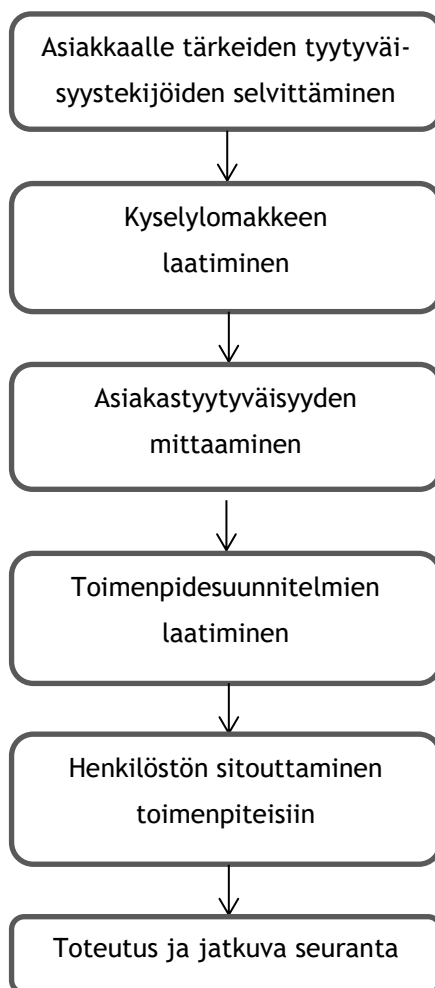 Asiakkaalle tärkeiden tyytyväi-
syystekijöiden selvittäminen
Kyselylomakkeen
laatiminen
Asiakastyytyväisyyden
mittaaminen
Toimenpidesuunnitelmien
laatiminen
Henkilöstön sitouttaminen
toimenpiteisiin
Toteutus ja jatkuva seuranta